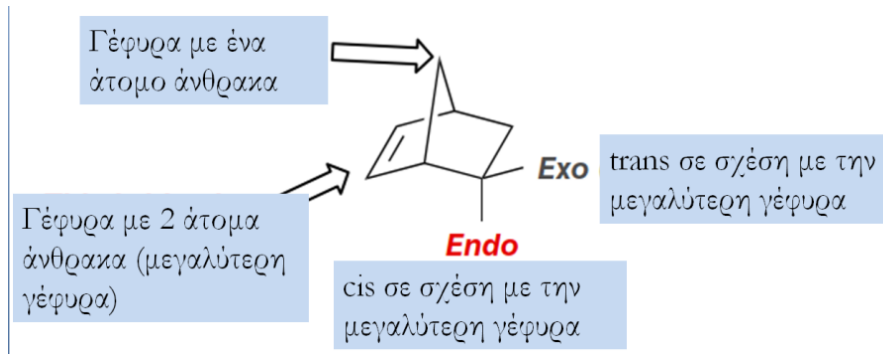 Γέφυρα με ένα
άτομο άνθρακα
Exo
trans σε σχέση με την
μεγαλύτερη γέφυρα
Γέφυρα με 2 άτομα
άνθρακα (μεγαλύτερη
γέφυρα)
Endo
cis σε σχέση με την
μεγαλύτερη γέφυρα